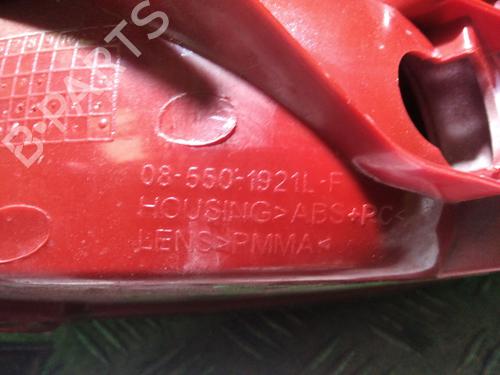 B-PARTS
08-550-1921L-F
HOUSING>ABS+PC<
LENS>PMMA<